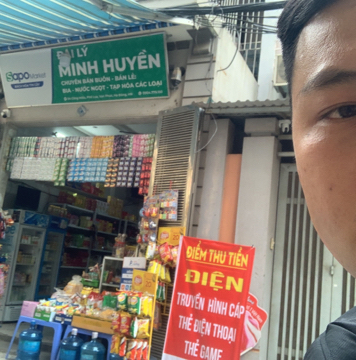 Sapo Market
ĐẠI LÝ
MINH HUYỀN
CHUYÊN BÁN BUÔN - BÁN LẺ:
BIA - NƯỚC NGỌT - TẠP HÓA CÁC LOẠI
ĐIỂM THU TIỀN
ĐIỆN
TRUYỀN HÌNH CÁP
THẺ ĐIỆN THOẠI
THẺ GAME